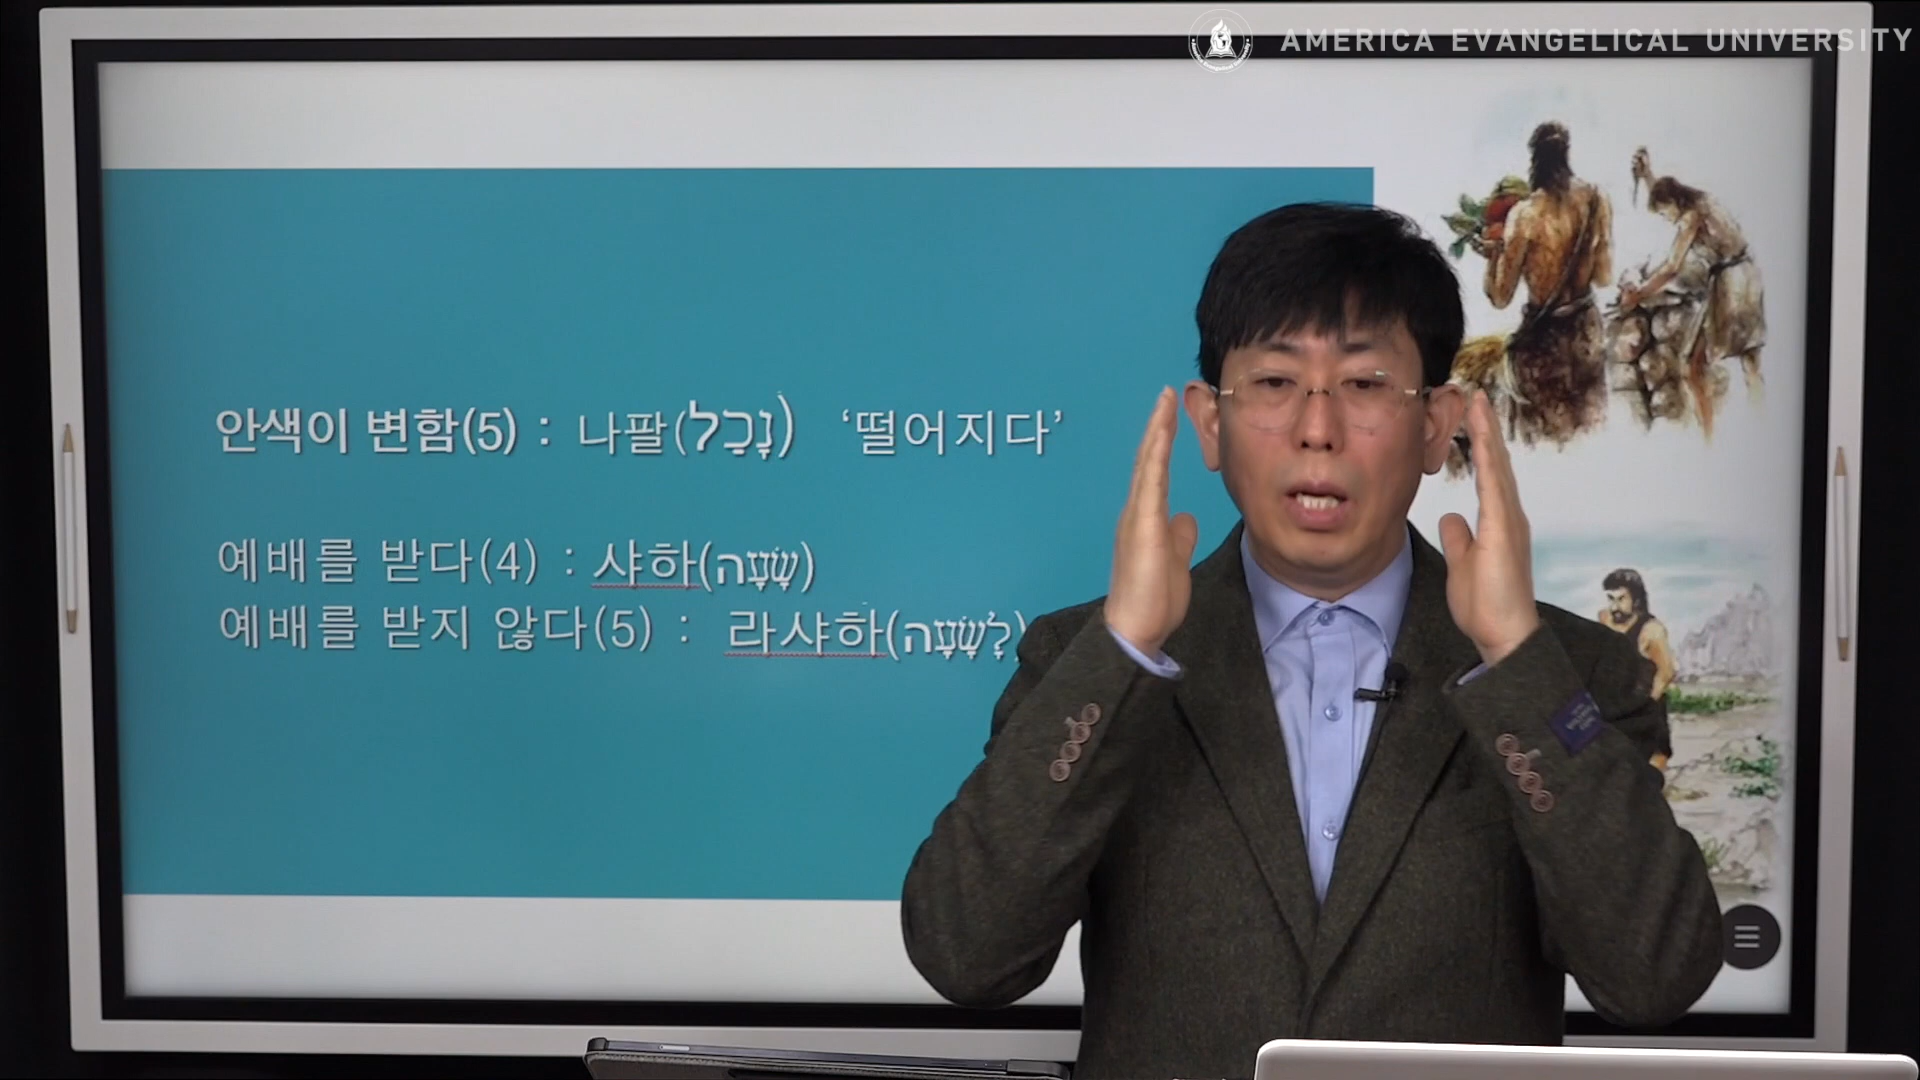 AMERICA EVANGELICAL UNIVERSITY
안색이 변함(5) : 나팔(נָכַל) ‘떨어지다’
예배를 받다(4) : 샤하(שָׁעָה)
예배를 받지 않다(5) : 라샤하(לָשָׁעָה)